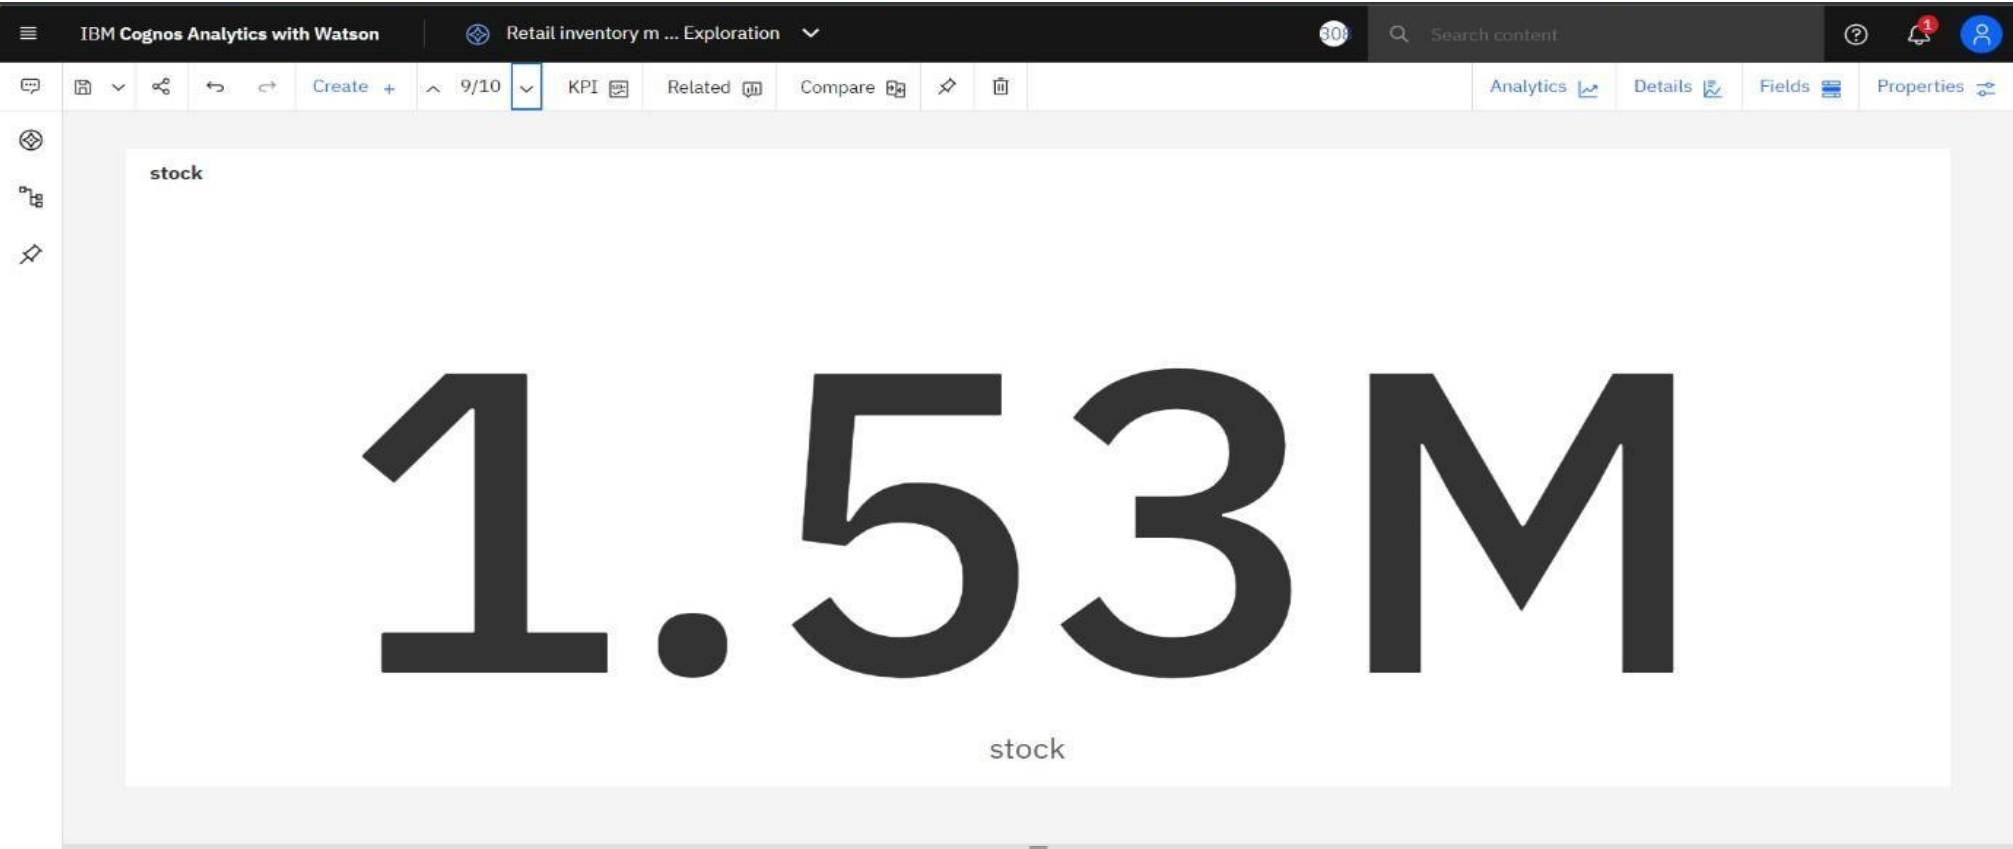 IBM Cognos Analytics with Watson
Retail inventory m ... Exploration
Search content
1
Create +
9/10
KPI
Related
Compare
Analytics
Details
Fields
Properties
stock
1.53M
stock